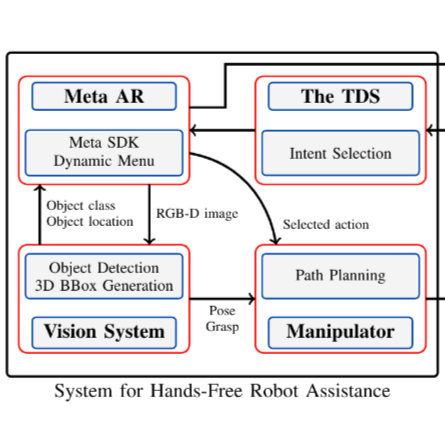 Meta AR
Meta SDK
Dynamic Menu
The TDS
Intent Selection
Object class
Object location
RGB-D image
Selected action
Object Detection
3D BBox Generation
Vision System
Pose
Grasp
Path Planning
Manipulator
System for Hands-Free Robot Assistance